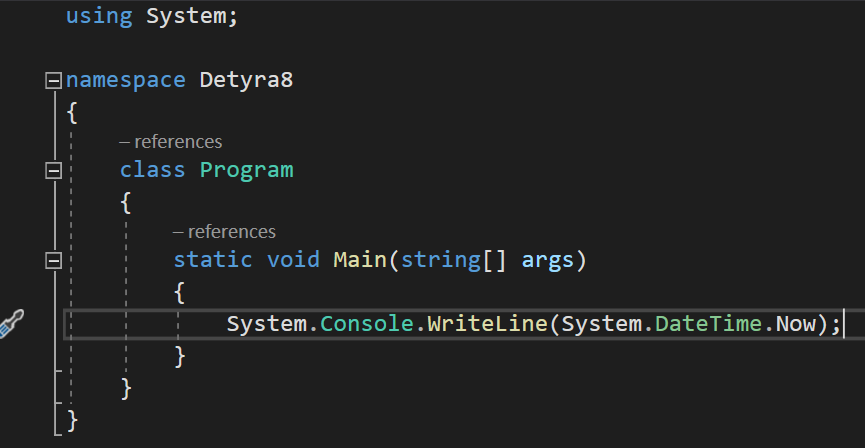 using System;
namespace Detyra8
{
– references
class Program
{
– references
static void Main(string[] args)
{
System.Console.WriteLine(System.DateTime.Now);
}
}
}